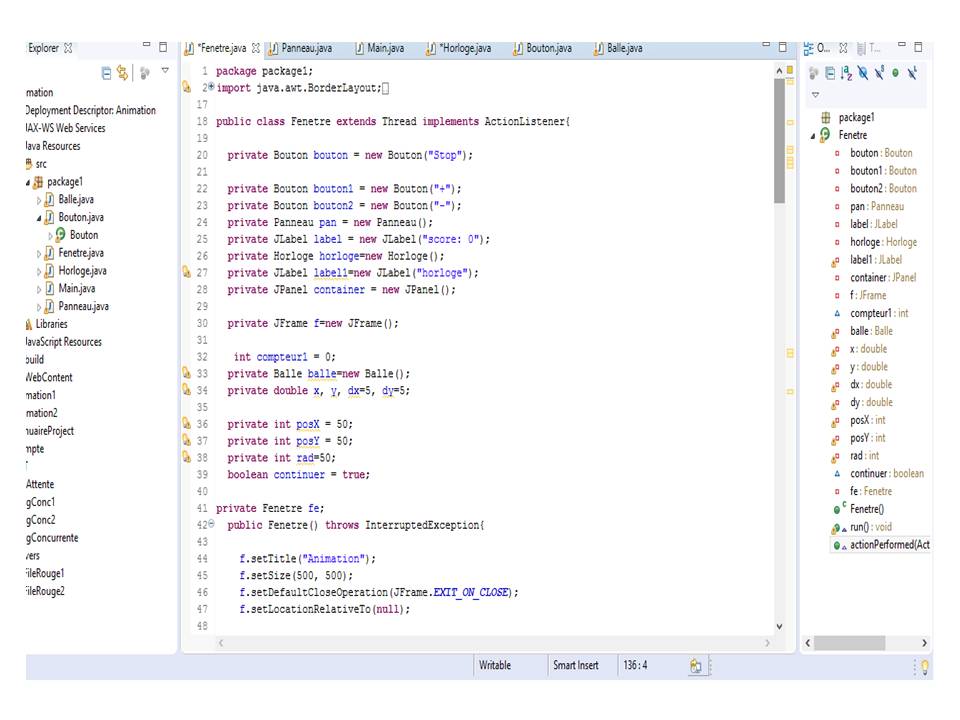 Explorer
*Fenetre.java Panneau.java Main.java *Horloge.java Bouton.java Balle.java
O... T...
mation
Deployment Descriptor: Animation
JAX-WS Web Services
Java Resources
src
package1
Balle.java
Bouton.java
Bouton
Fenetre.java
Horloge.java
Main.java
Panneau.java
Libraries
JavaScript Resources
build
WebContent
mation1
mation2
nuaireProject
mpte
Attente
gConc1
gConc2
gConcurrente
vers
FileRouge1
FileRouge2
1 package package1;
2 import java.awt.BorderLayout;
17
18 public class Fenetre extends Thread implements ActionListener{
19
20 private Bouton bouton = new Bouton("Stop");
21
22 private Bouton bouton1 = new Bouton("+");
23 private Bouton bouton2 = new Bouton("-");
24 private Panneau pan = new Panneau();
25 private JLabel label = new JLabel("score: 0");
26 private Horloge horloge=new Horloge();
27 private JLabel label1=new JLabel("horloge");
28 private JPanel container = new JPanel();
29
30 private JFrame f=new JFrame();
31
32 int compteur1 = 0;
33 private Balle balle=new Balle();
34 private double x, y, dx=5, dy=5;
35
36 private int posX = 50;
37 private int posY = 50;
38 private int rad=50;
39 boolean continuer = true;
40
41 private Fenetre fe;
42 public Fenetre() throws InterruptedException{
43
44 f.setTitle("Animation");
45 f.setSize(500, 500);
46 f.setDefaultCloseOperation(JFrame.EXIT_ON_CLOSE);
47 f.setLocationRelativeTo(null);
48
package1
Fenetre
bouton : Bouton
bouton1 : Bouton
bouton2 : Bouton
pan : Panneau
label : JLabel
horloge : Horloge
label1 : JLabel
container : JPanel
f : JFrame
compteur1 : int
balle : Balle
x : double
y : double
dx : double
dy : double
posX : int
posY : int
rad : int
continuer : boolean
fe : Fenetre
Fenetre()
run() : void
actionPerformed(Act
Writable Smart Insert 136 : 4